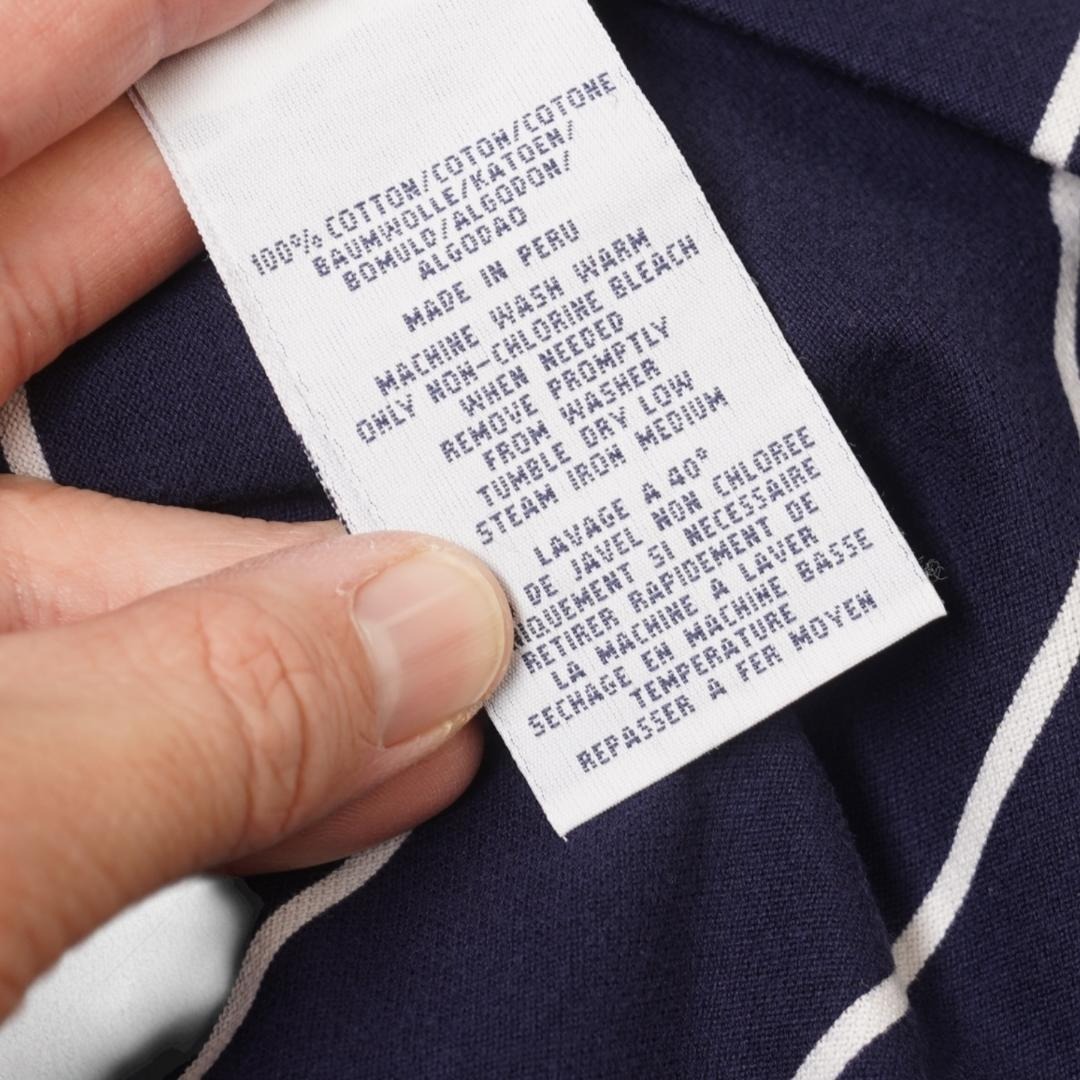 100% COTTON/COTON/COTONE
BAUMWOLLE/KATOEN/
BOMULD/ALGODON/
ALGODAO
MADE IN PERU
MACHINE WASH WARM
ONLY NON-CHLORINE BLEACH
WHEN NEEDED
REMOVE PROMPTLY
FROM WASHER
TUMBLE DRY LOW
STEAM IRON MEDIUM
LAVAGE A 40°
DE JAVEL NON CHLOREE
SI NECESSAIRE
RETIRER RAPIDEMENT DE
LA MACHINE A LAVER
SECHAGE EN MACHINE BASSE
TEMPERATURE
REPASSER A FER MOYEN